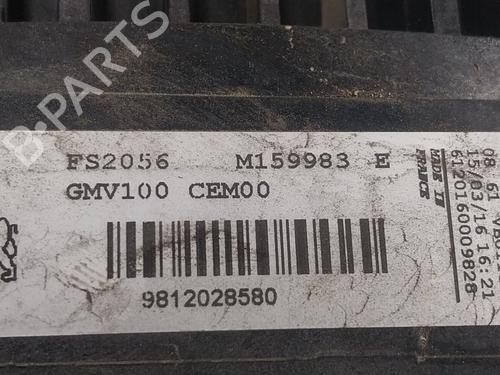 FS2056 M159983 E
GMV100 CEM00
9812028580
MADE IN
FRANCE
15/03/16 16:21
6120160009828
B-Parts